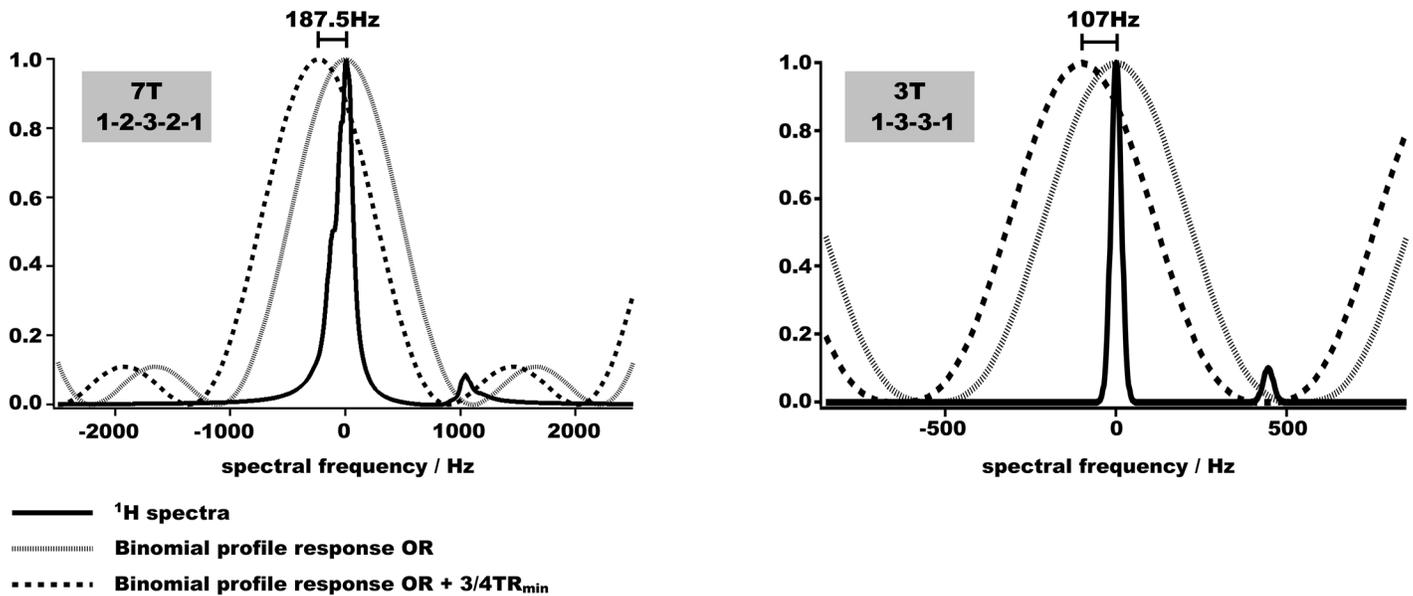 187.5Hz
1.0
0.8
0.6
0.4
0.2
0.0
7T
1-2-3-2-1
-2000 -1000 0 1000 2000
spectral frequency / Hz
107Hz
1.0
0.8
0.6
0.4
0.2
0.0
3T
1-3-3-1
-500 0 500
spectral frequency / Hz
¹H spectra
Binomial profile response OR
Binomial profile response OR + 3/4TRmin